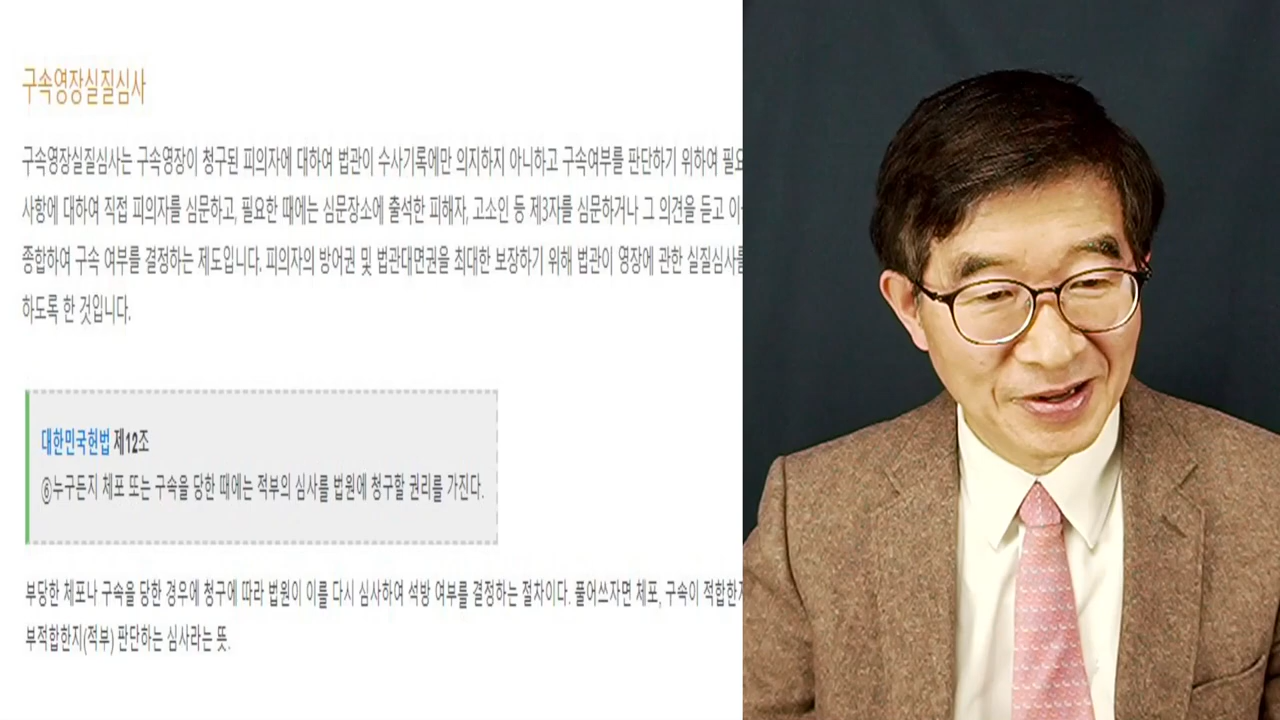 구속영장실질심사
구속영장실질심사는 구속영장이 청구된 피의자에 대하여 법관이 수사기록에만 의지하지 아니하고 구속여부를 판단하기 위하여 필요
사항에 대하여 직접 피의자를 심문하고, 필요한 때에는 심문장소에 출석한 피해자, 고소인 등 제3자를 심문하거나 그 의견을 듣고
종합하여 구속 여부를 결정하는 제도입니다. 피의자의 방어권 및 법관대면권을 최대한 보장하기 위해 법관이 영장에 관한 실질심사를
하도록 한 것입니다.
대한민국헌법 제12조
⑥누구든지 체포 또는 구속을 당한 때에는 적부의 심사를 법원에 청구할 권리를 가진다.
부당한 체포나 구속을 당한 경우에 청구에 따라 법원이 이를 다시 심사하여 석방 여부를 결정하는 절차이다. 풀어쓰자면 체포, 구속이 적합한지
부적합한지(적부) 판단하는 심사라는 뜻.